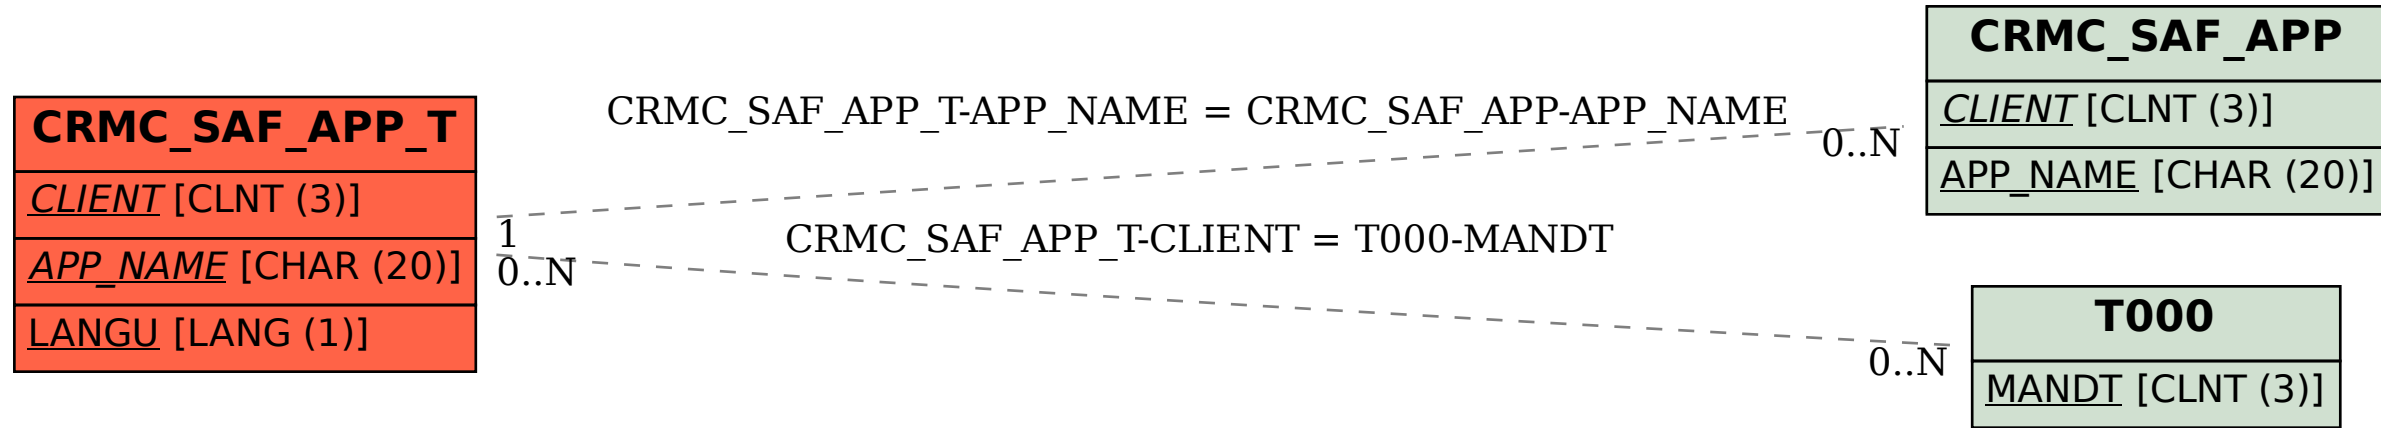 CRMC_SAF_APP_T
CLIENT [CLNT (3)]
APP_NAME [CHAR (20)]
LANGU [LANG (1)]
CRMC_SAF_APP_T-APP_NAME = CRMC_SAF_APP-APP_NAME
1
0..N
CRMC_SAF_APP_T-CLIENT = T000-MANDT
0..N
0..N
CRMC_SAF_APP
CLIENT [CLNT (3)]
APP_NAME [CHAR (20)]
T000
MANDT [CLNT (3)]